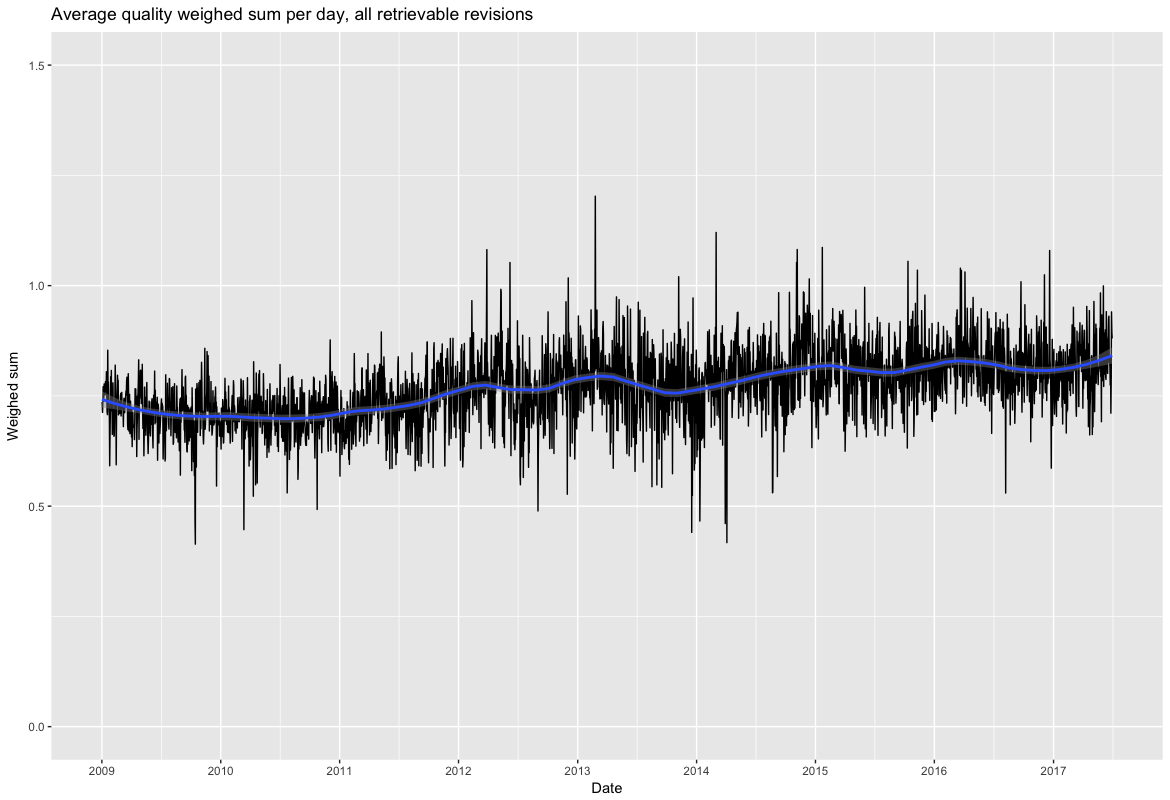 Average quality weighed sum per day, all retrievable revisions
1.5
1.0
0.5
0.0
Weighed sum
2009 2010 2011 2012 2013 2014 2015 2016 2017
Date